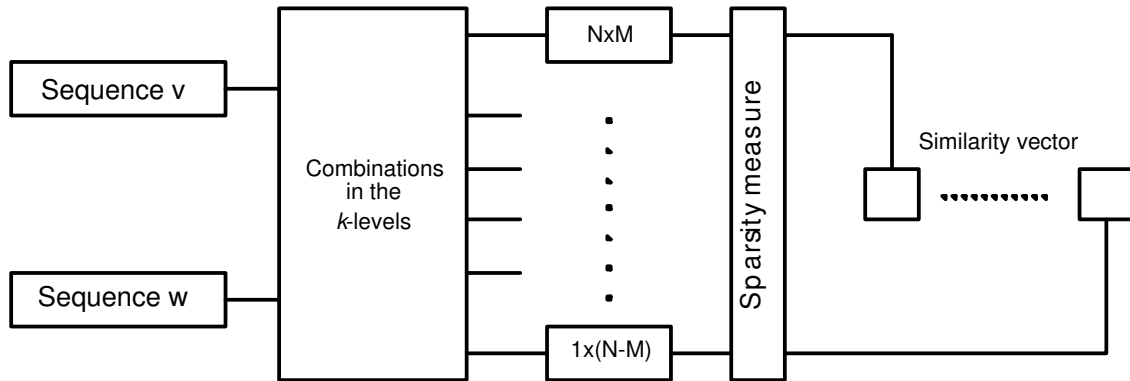 Sequence v
Sequence w
Combinations
in the
k-levels
NxM
1x(N-M)
Sparsity measure
Similarity vector